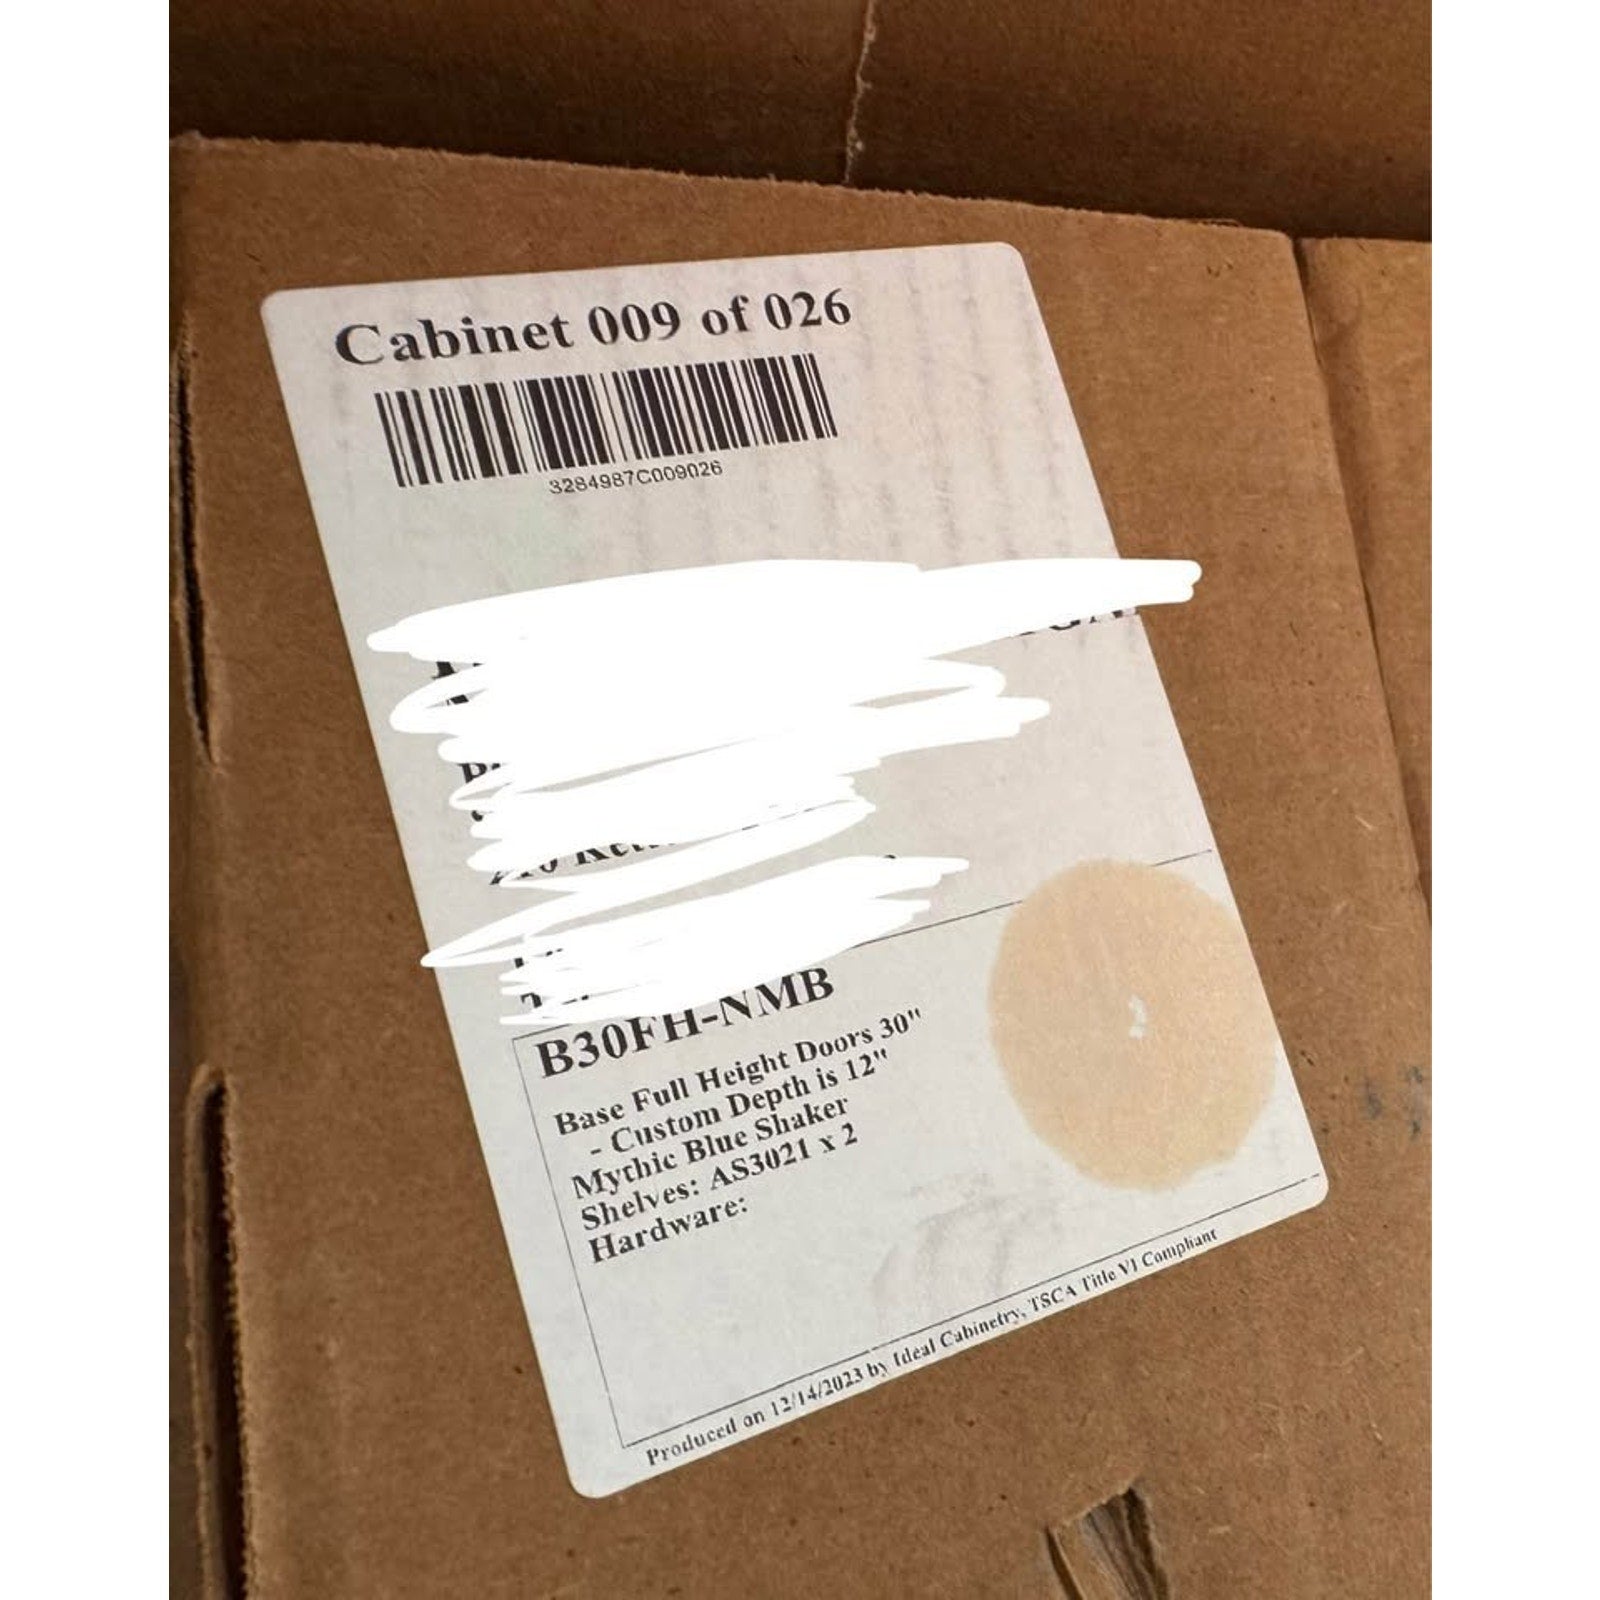 Cabinet 009 of 026
3284987C009026
B30FH-NMB
Base Full Height Doors 30"
- Custom Depth is 12"
Mythic Blue Shaker
Shelves: AS3021 x 2
Hardware:
Produced on 12/14/2023 by Ideal Cabinetry, TSCA Title VI Compliant